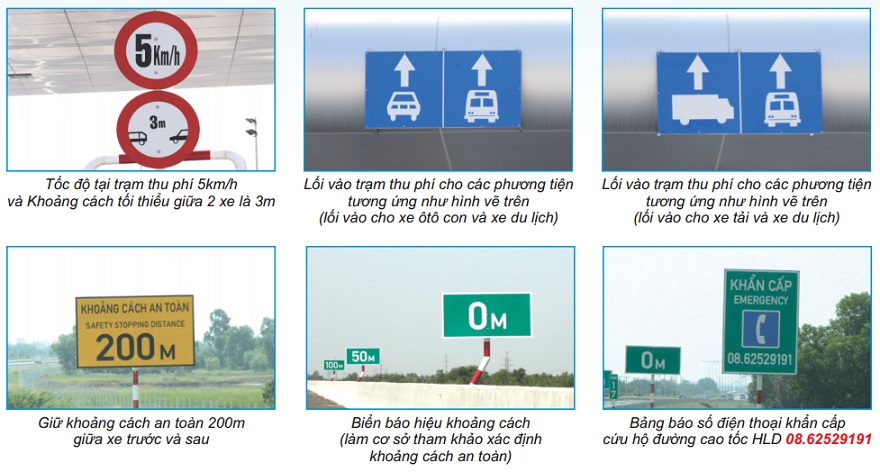 5
Km/h
3m
Tốc độ tại trạm thu phí 5km/h
và Khoảng cách tối thiểu giữa 2 xe là 3m
Lối vào trạm thu phí cho các phương tiện
tương ứng như hình vẽ trên
(lối vào cho xe ôtô con và xe du lịch)
Lối vào trạm thu phí cho các phương tiện
tương ứng như hình vẽ trên
(lối vào cho xe tải và xe du lịch)
KHOẢNG CÁCH AN TOÀN
SAFETY STOPPING DISTANCE
200M
Giữ khoảng cách an toàn 200m
giữa xe trước và sau
100M
50M
0M
Biển báo hiệu khoảng cách
(làm cơ sở tham khảo xác định
khoảng cách an toàn)
0M
KHẨN CẤP
EMERGENCY
08.62529191
Bảng báo số điện thoại khẩn cấp
cứu hộ đường cao tốc HLD 08.62529191